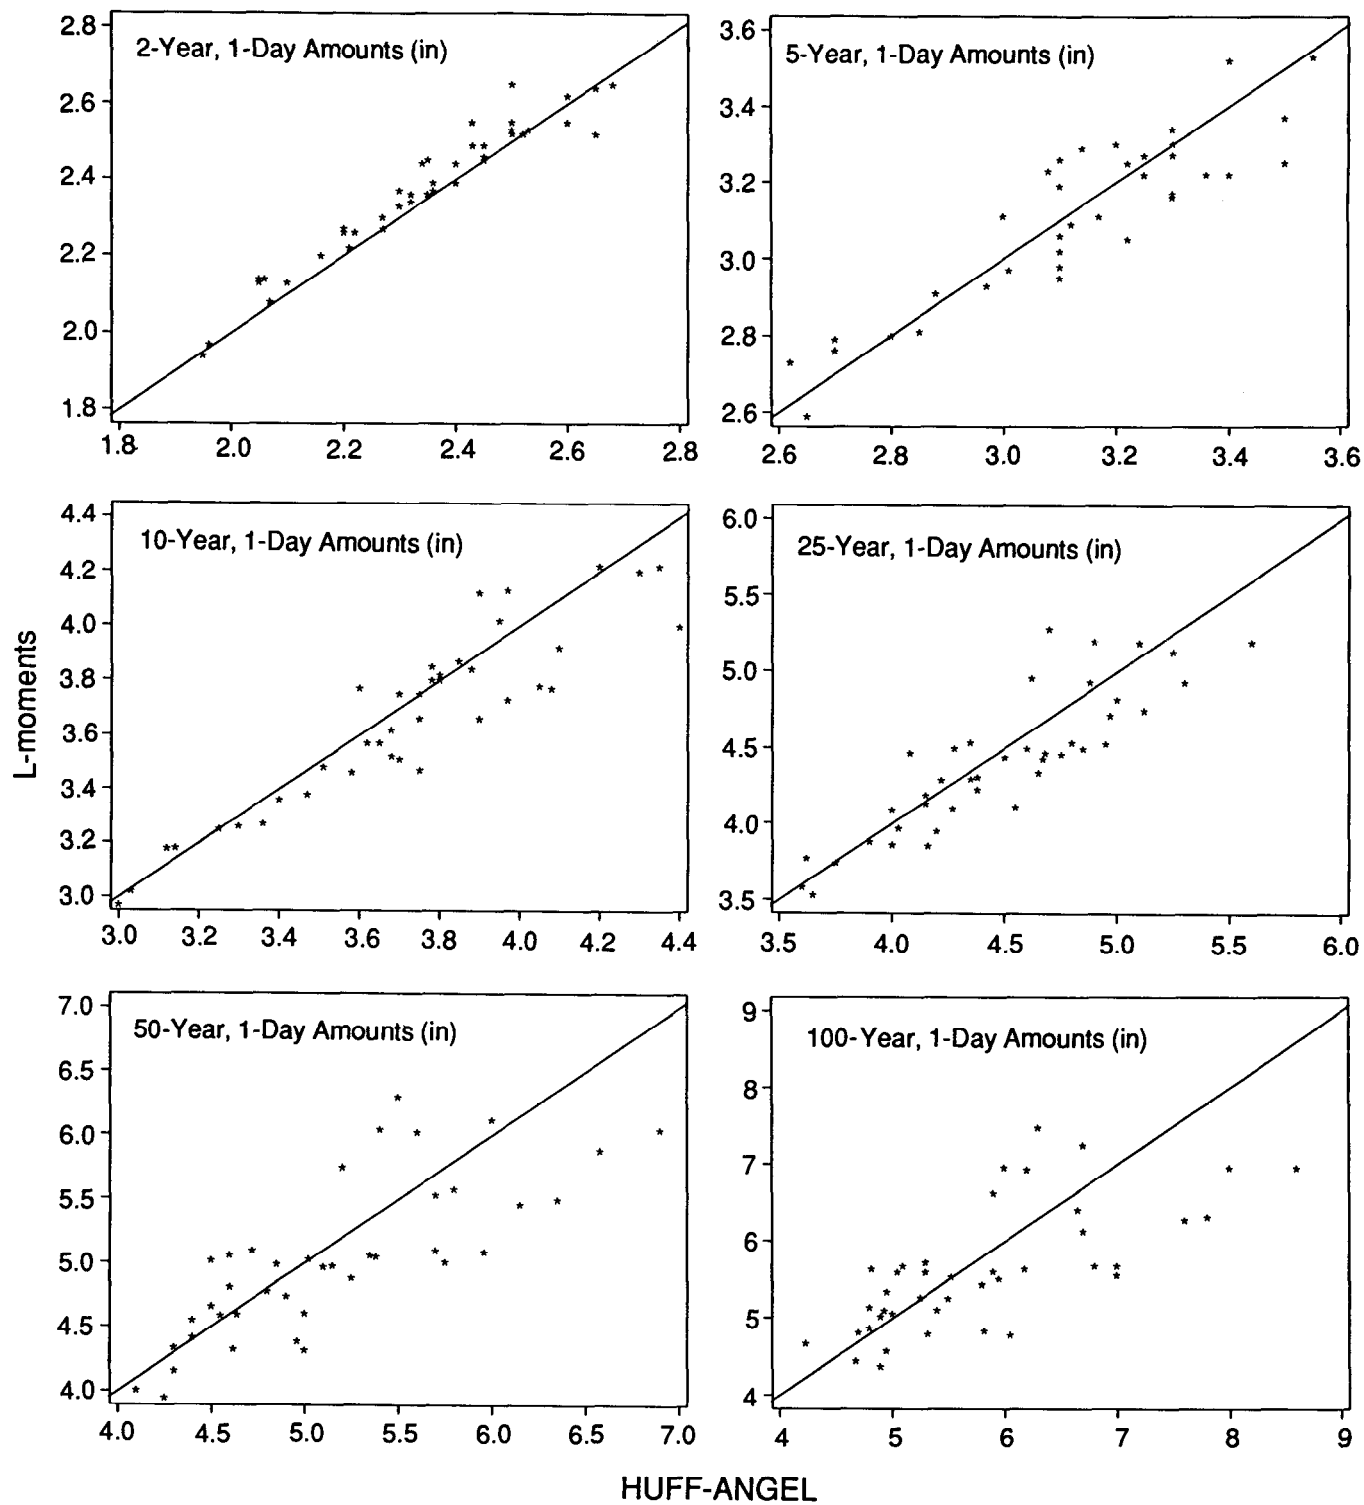 2-Year, 1-Day Amounts (in)
2.8
2.6
2.4
2.2
2.0
1.8
1.8 2.0 2.2 2.4 2.6 2.8
5-Year, 1-Day Amounts (in)
3.6
3.4
3.2
3.0
2.8
2.6
2.6 2.8 3.0 3.2 3.4 3.6
10-Year, 1-Day Amounts (in)
4.4
4.2
4.0
3.8
3.6
3.4
3.2
3.0
3.0 3.2 3.4 3.6 3.8 4.0 4.2 4.4
25-Year, 1-Day Amounts (in)
6.0
5.5
5.0
4.5
4.0
3.5
3.5 4.0 4.5 5.0 5.5 6.0
L-moments
50-Year, 1-Day Amounts (in)
7.0
6.5
6.0
5.5
5.0
4.5
4.0
4.0 4.5 5.0 5.5 6.0 6.5 7.0
100-Year, 1-Day Amounts (in)
9
8
7
6
5
4
4 5 6 7 8 9
HUFF-ANGEL